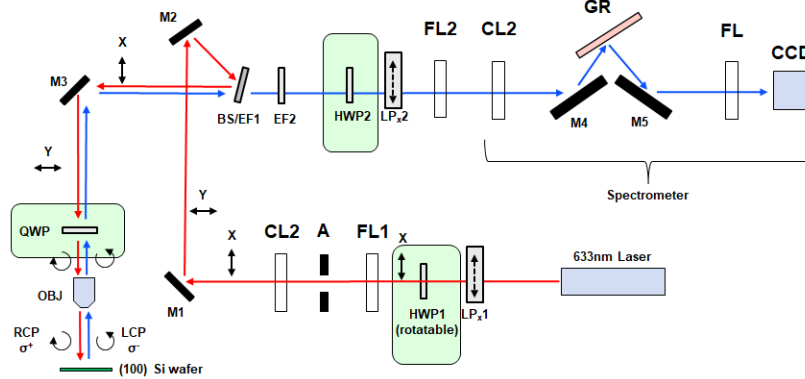 GR
M2
FL2
CL2
FL
CCD
X
M3
BS/EF1
EF2
HWP2
LPx2
M4
M5
Y
Spectrometer
Y
QWP
X
CL2
A
FL1
X
633nm Laser
OBJ
M1
HWP1
(rotatable)
LPx1
RCP
σ+
LCP
σ-
(100) Si wafer